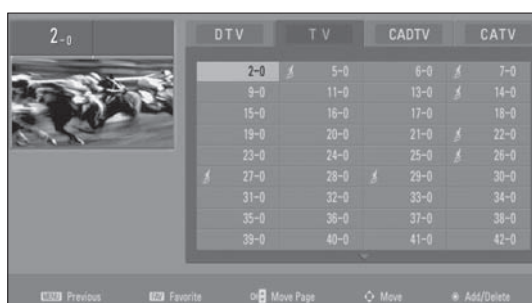 2-0
DTV TV CADTV CATV
2-0 5-0 6-0 7-0
9-0 11-0 13-0 14-0
15-0 16-0 17-0 18-0
19-0 20-0 21-0 22-0
23-0 24-0 25-0 26-0
27-0 28-0 29-0 30-0
31-0 32-0 33-0 34-0
35-0 36-0 37-0 38-0
39-0 40-0 41-0 42-0
MENU Previous FAV Favorite CH Move Page Move Add/Delete